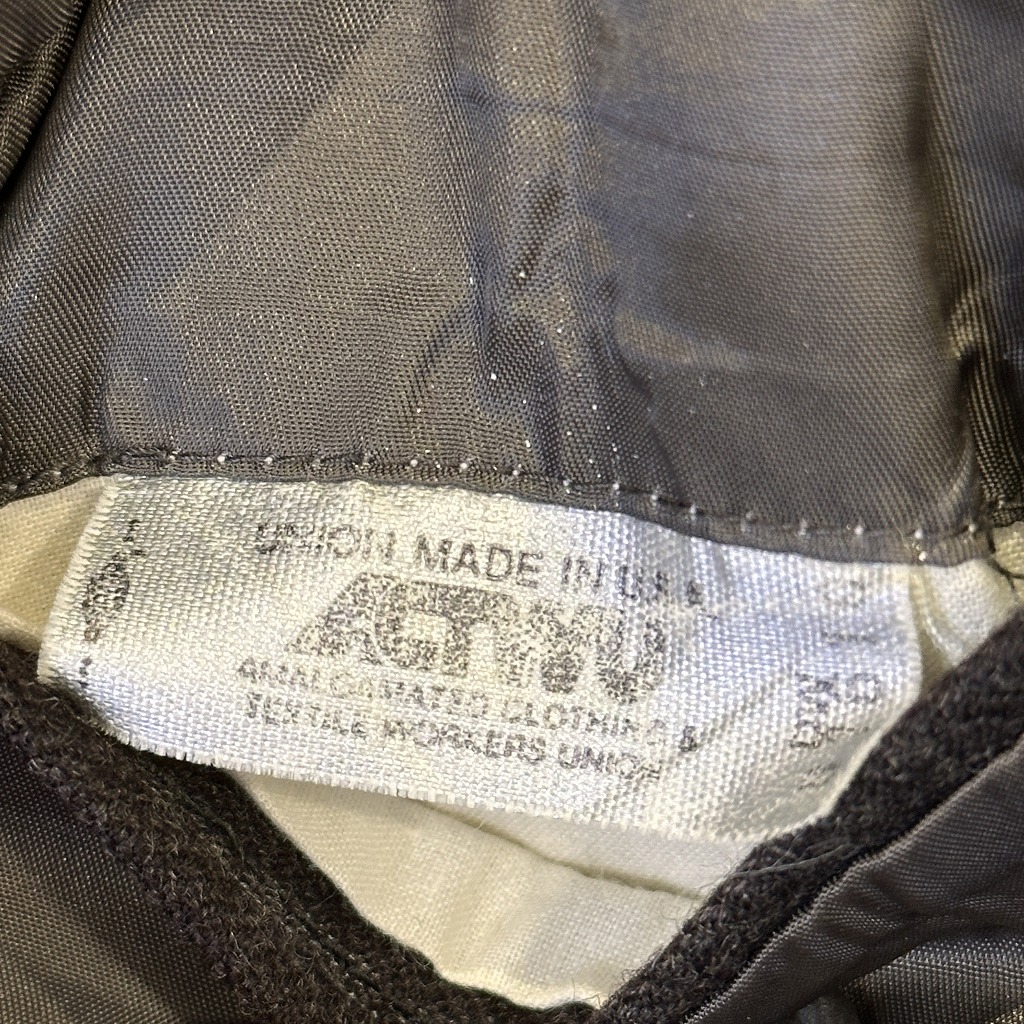 UNION MADE IN U.S.A.
ACTWU
AMALGAMATED CLOTHING &
TEXTILE WORKERS UNION